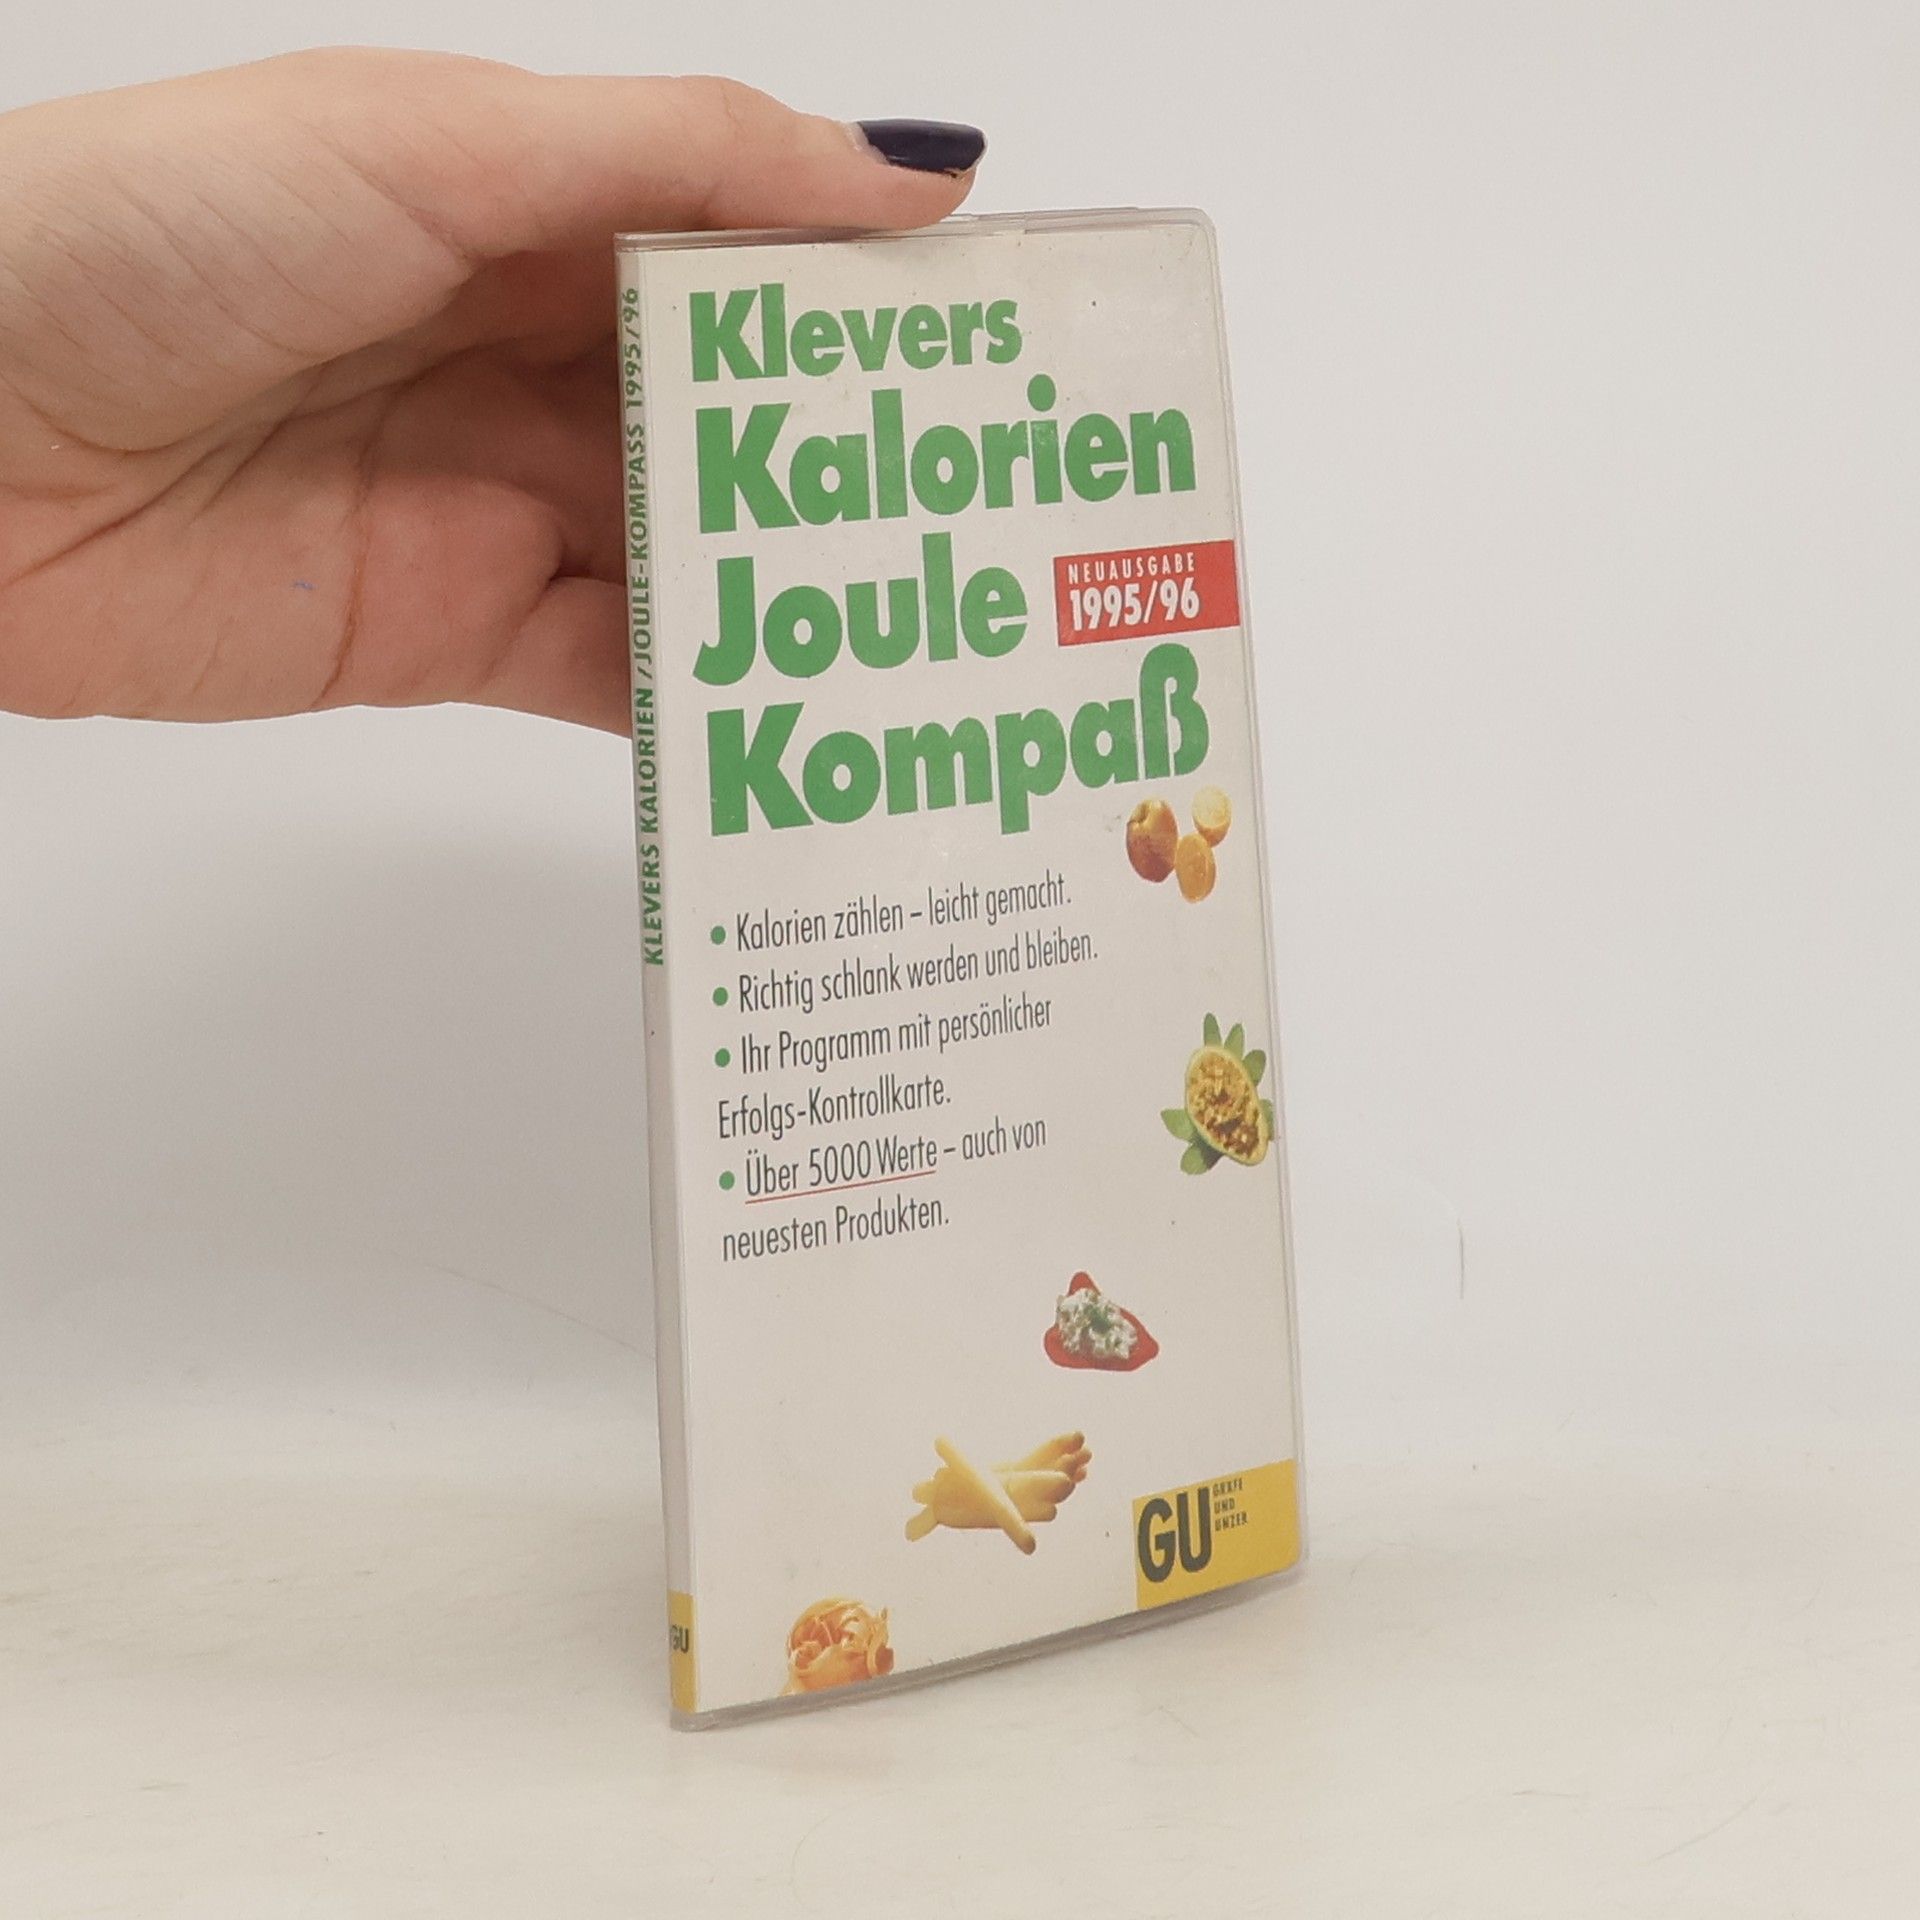 KLEVERS KALORIEN/JOULE-KOMPASS 1995/96
GU
Klevers
Kalorien
Joule
NEUAUSGABE
1995/96
Kompaß
• Kalorien zählen – leicht gemacht.
• Richtig schlank werden und bleiben.
• Ihr Programm mit persönlicher
Erfolgs-Kontrollkarte.
• Über 5000 Werte – auch von
neuesten Produkten.
GU
GRÄFE
UND
UNZER